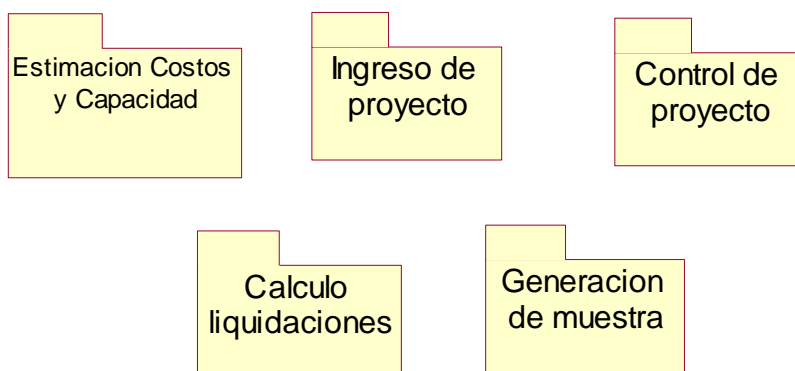 Estimacion Costos
y Capacidad
Ingreso de
proyecto
Control de
proyecto
Calculo
liquidaciones
Generacion
de muestra